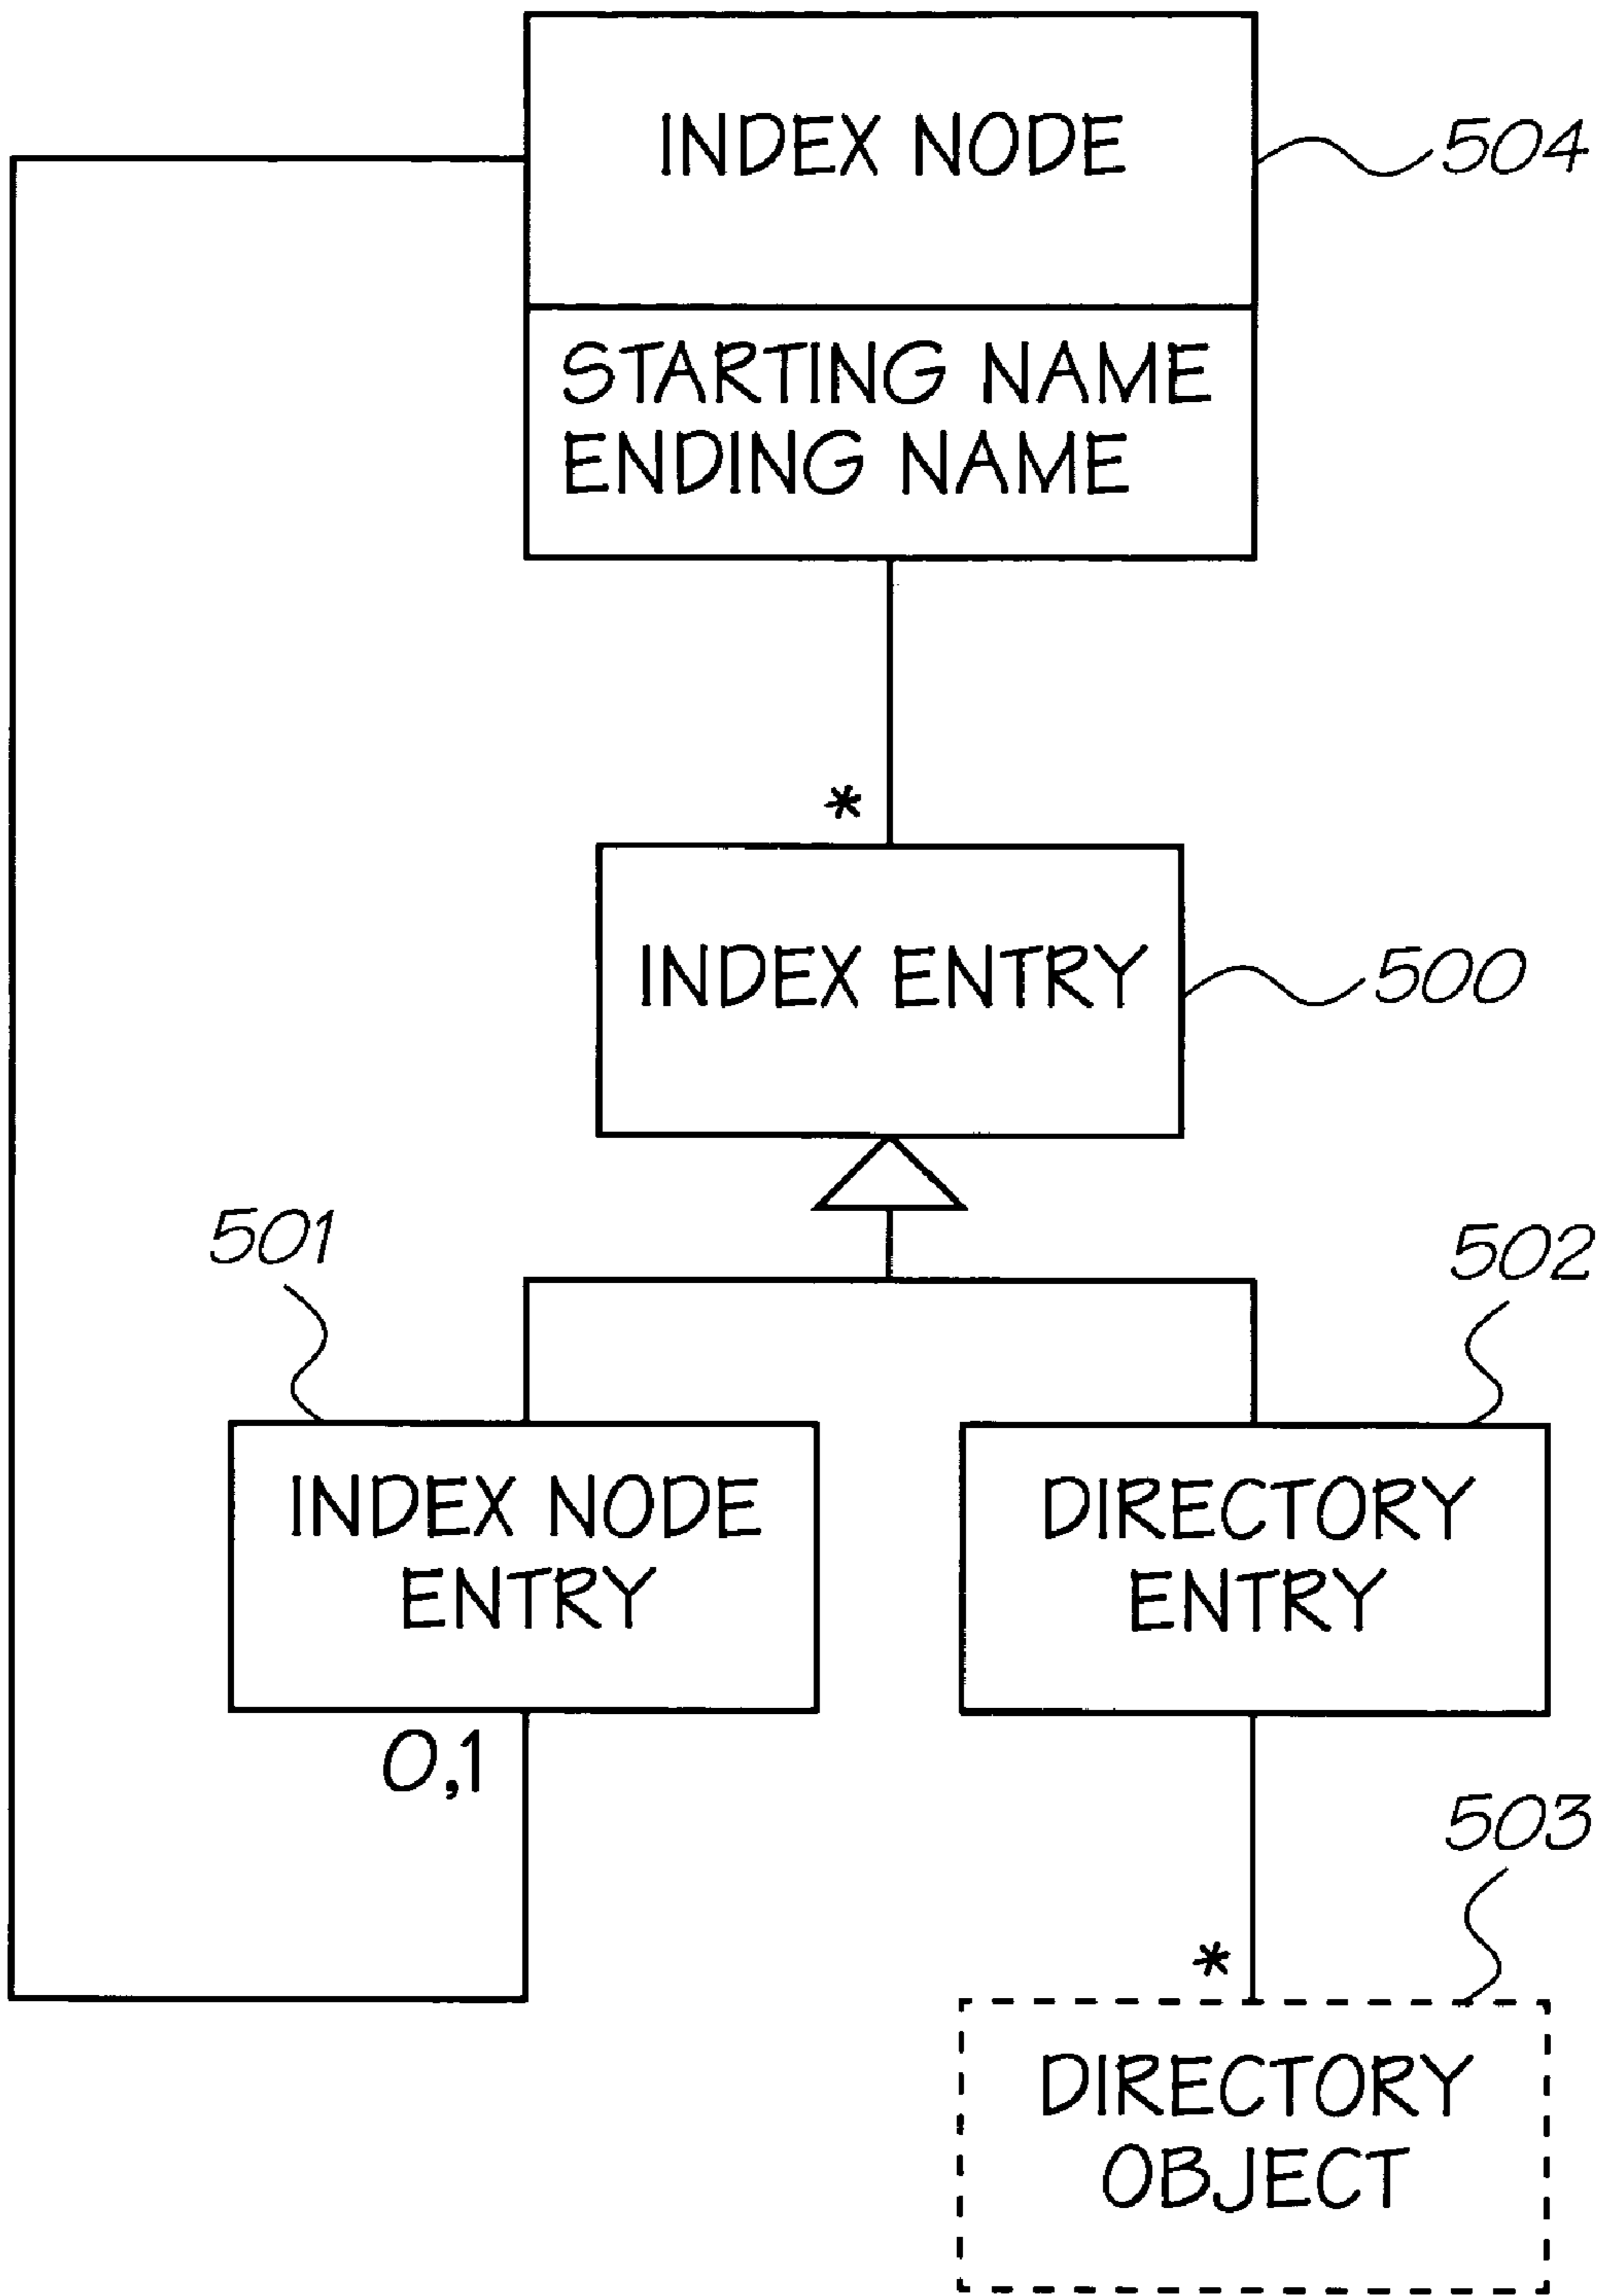 INDEX NODE
504
STARTING NAME
ENDING NAME
*
INDEX ENTRY
500
501
502
INDEX NODE
ENTRY
DIRECTORY
ENTRY
0,1
503
*
DIRECTORY
OBJECT